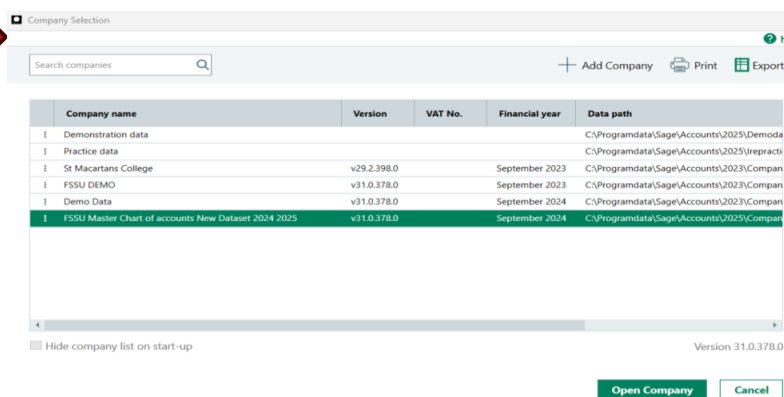 Company Selection
Search companies
Add Company Print Export
Company name Version VAT No. Financial year Data path
Demonstration data C:\Programdata\Sage\Accounts\2025\Demoda
Practice data C:\Programdata\Sage\Accounts\2025\Irepracti
St Macartans College v29.2.398.0 September 2023 C:\Programdata\Sage\Accounts\2023\Compan
FSSU DEMO v31.0.378.0 September 2023 C:\Programdata\Sage\Accounts\2023\Compan
Demo Data v31.0.378.0 September 2024 C:\Programdata\Sage\Accounts\2023\Compan
FSSU Master Chart of accounts New Dataset 2024 2025 v31.0.378.0 September 2024 C:\Programdata\Sage\Accounts\2025\Compan
Hide company list on start-up Version 31.0.378.0
Open Company Cancel